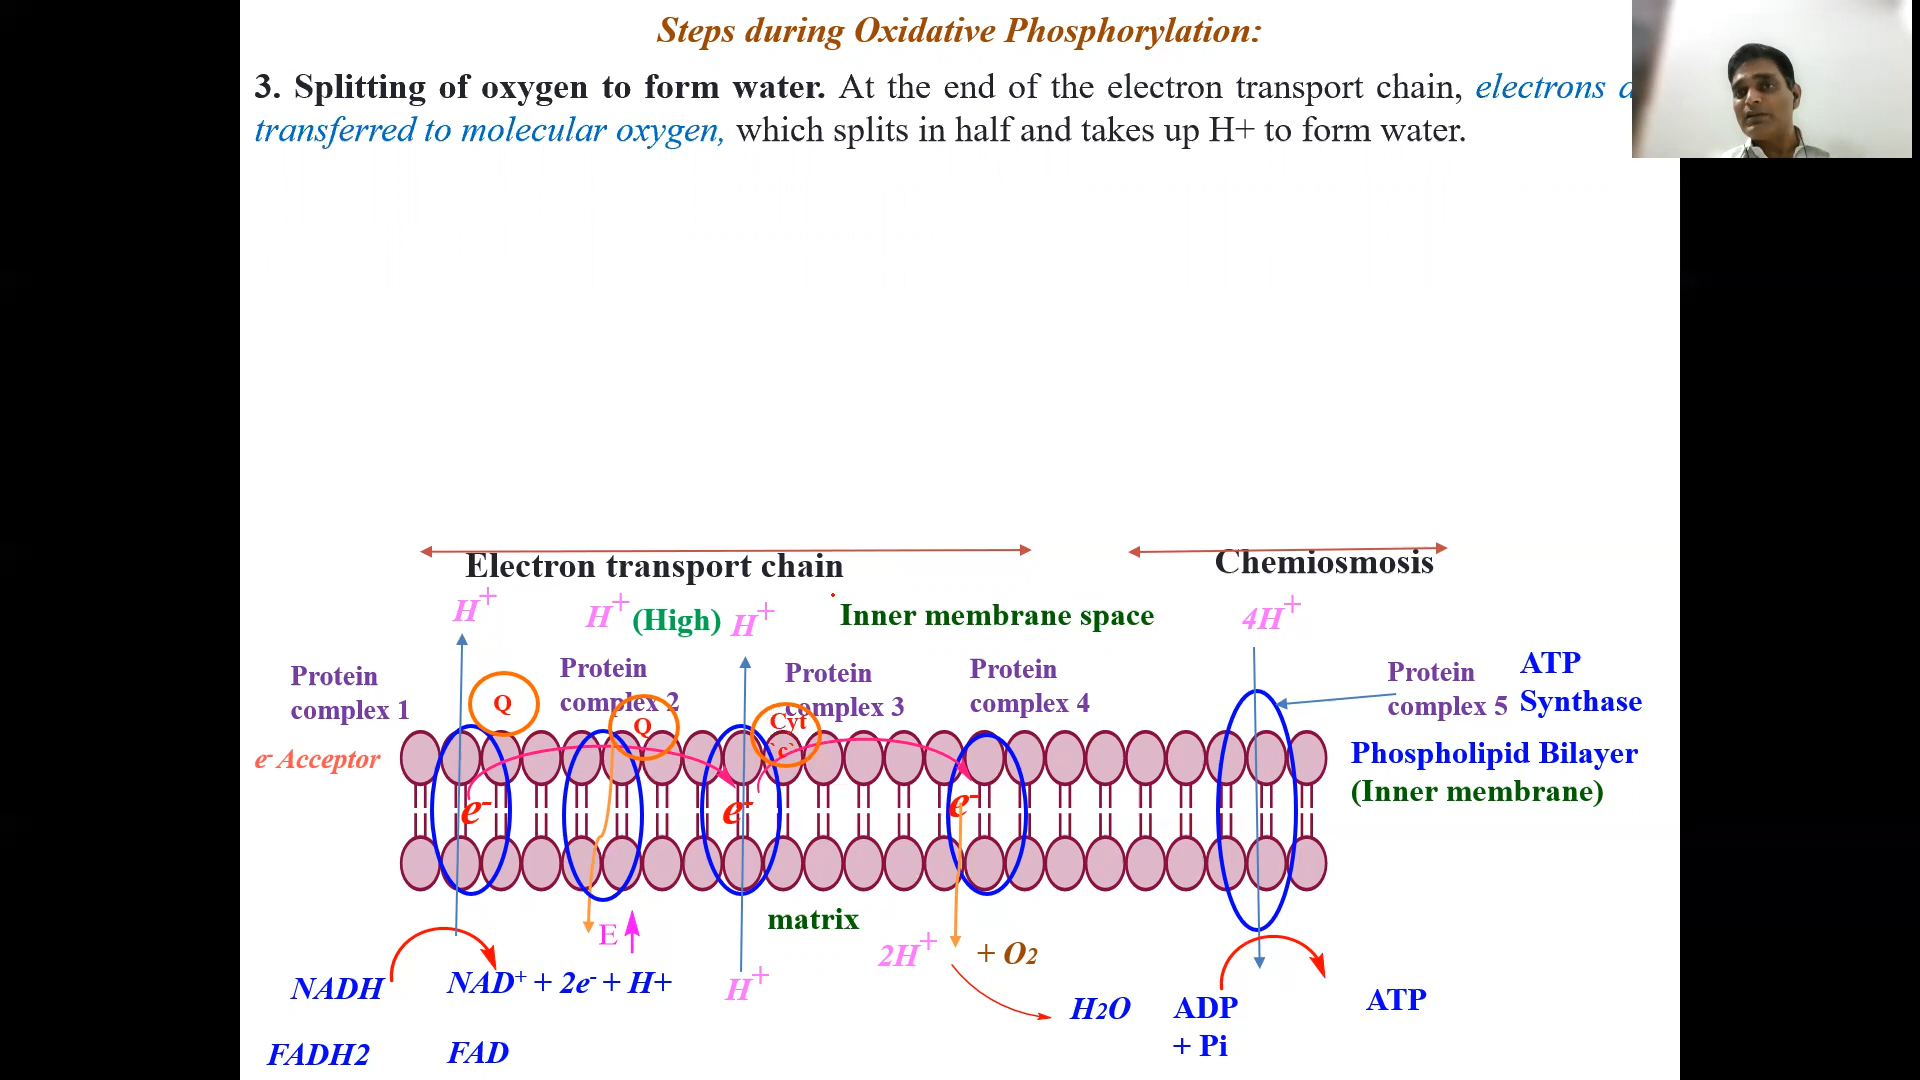 Steps during Oxidative Phosphorylation:
3. Splitting of oxygen to form water. At the end of the electron transport chain, electrons
transferred to molecular oxygen, which splits in half and takes up H+ to form water.
Electron transport chain
Chemiosmosis
H+
H+ (High)
H+
Inner membrane space
4H+
Protein
complex 1
Q
Protein
complex 2
Q
Protein
complex 3
Cyt
`c`
Protein
complex 4
Protein
complex 5
ATP
Synthase
e- Acceptor
Phospholipid Bilayer
(Inner membrane)
e-
e-
e-
matrix
E
2H+
+ O2
NADH
NAD+ + 2e- + H+
H+
H2O
ADP
+ Pi
ATP
FADH2
FAD